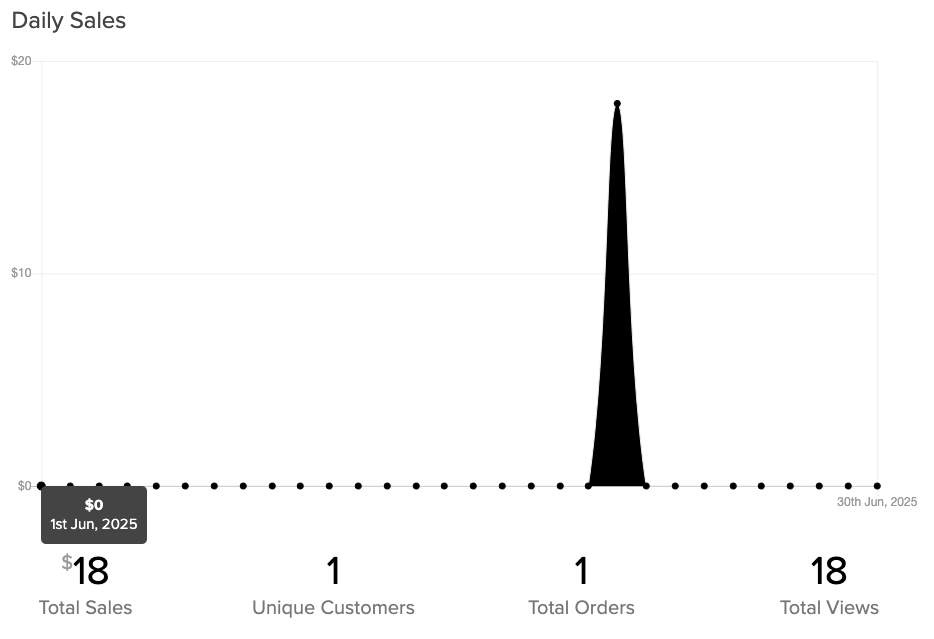 Daily Sales
$20
$10
$0
$0
1st Jun, 2025
30th Jun, 2025
$18
1
1
18
Total Sales
Unique Customers
Total Orders
Total Views